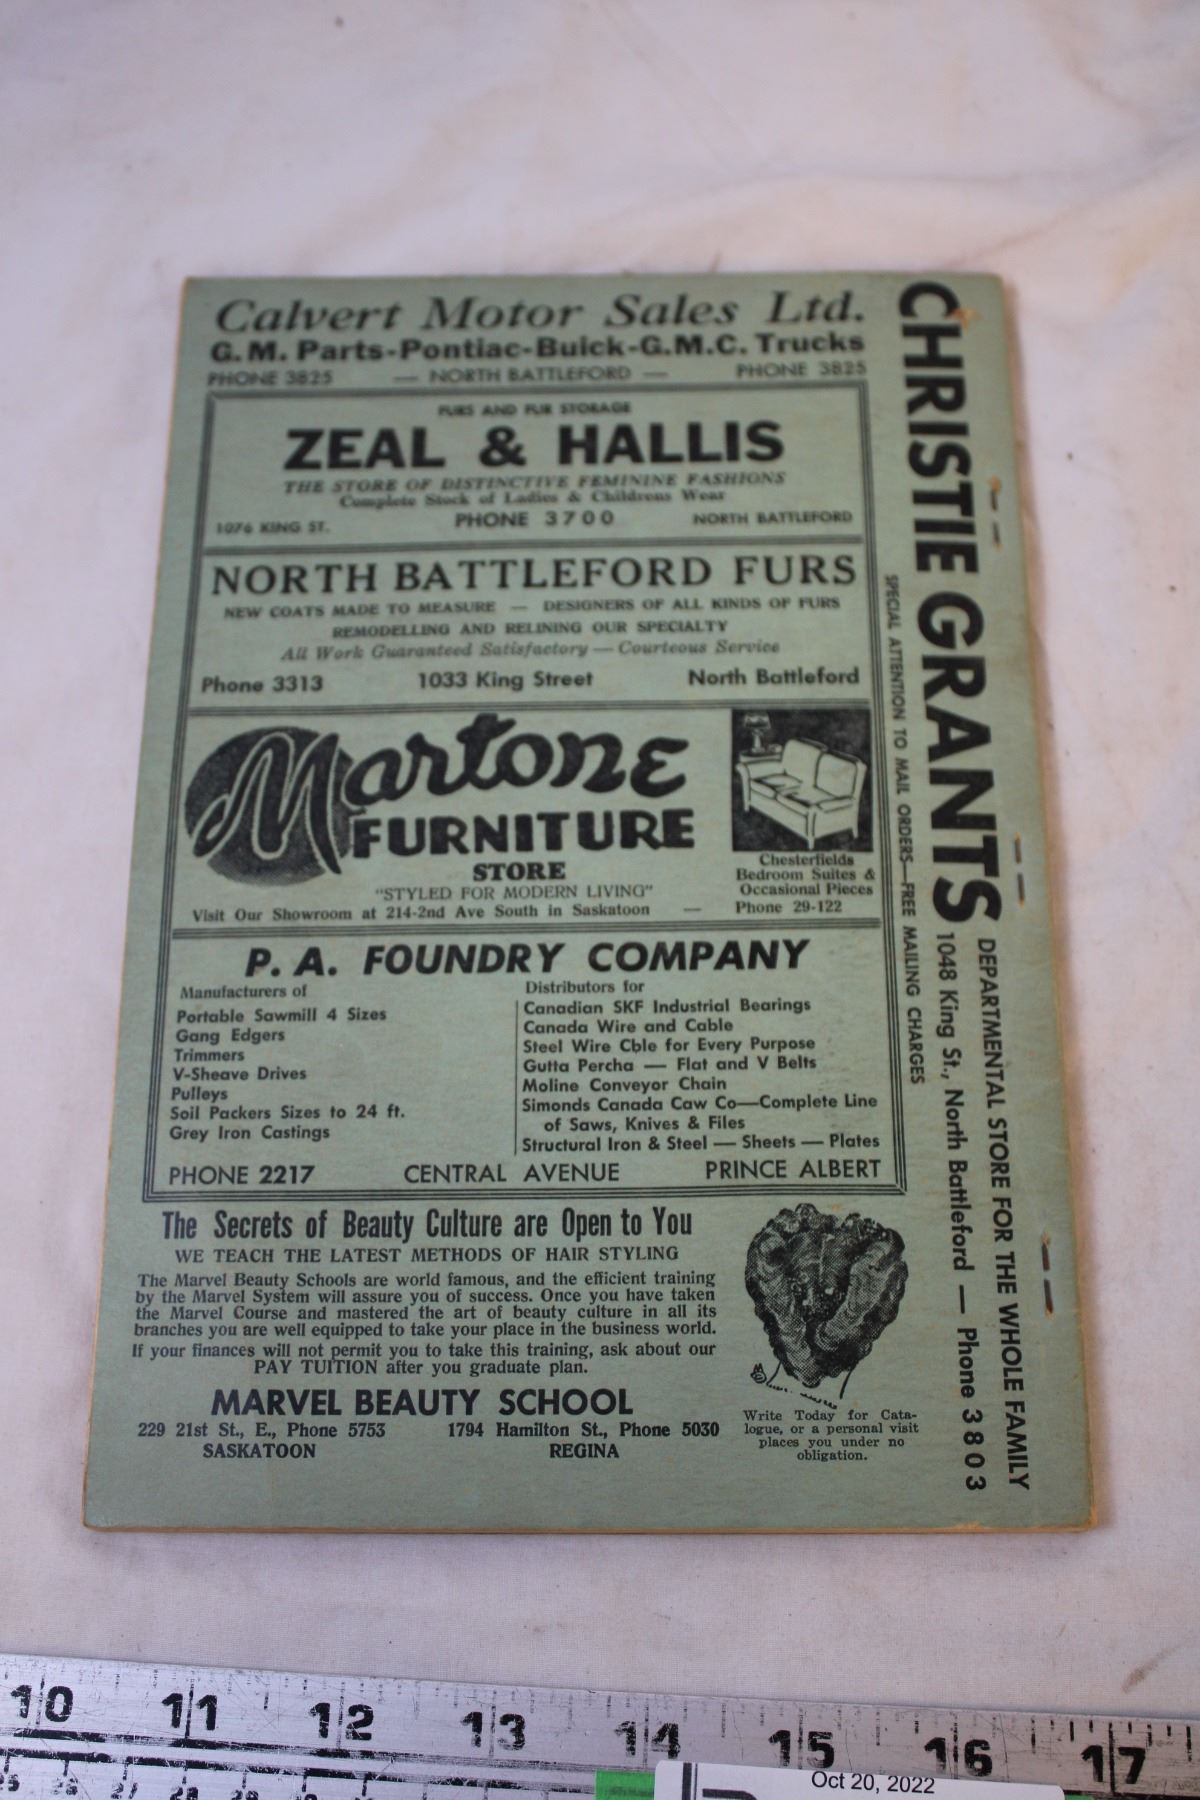 Calvert Motor Sales Ltd.
G.M. Parts-Pontiac-Buick-G.M.C. Trucks
PHONE 3825 — NORTH BATTLEFORD — PHONE 3825
FURS AND FUR STORAGE
ZEAL & HALLIS
THE STORE OF DISTINCTIVE FEMININE FASHIONS
Complete Stock of Ladies & Childrens Wear
1076 KING ST. PHONE 3700 NORTH BATTLEFORD
NORTH BATTLEFORD FURS
NEW COATS MADE TO MEASURE — DESIGNERS OF ALL KINDS OF FURS
REMODELLING AND RELINING OUR SPECIALTY
All Work Guaranteed Satisfactory — Courteous Service
Phone 3313 1033 King Street North Battleford
Martone
FURNITURE
STORE
"STYLED FOR MODERN LIVING"
Visit Our Showroom at 214-2nd Ave South in Saskatoon —
Chesterfields
Bedroom Suites &
Occasional Pieces
Phone 29-122
P. A. FOUNDRY COMPANY
Manufacturers of
Portable Sawmill 4 Sizes
Gang Edgers
Trimmers
V-Sheave Drives
Pulleys
Soil Packers Sizes to 24 ft.
Grey Iron Castings
Distributors for
Canadian SKF Industrial Bearings
Canada Wire and Cable
Steel Wire Cble for Every Purpose
Gutta Percha — Flat and V Belts
Moline Conveyor Chain
Simonds Canada Caw Co—Complete Line
of Saws, Knives & Files
Structural Iron & Steel — Sheets — Plates
PHONE 2217 CENTRAL AVENUE PRINCE ALBERT
The Secrets of Beauty Culture are Open to You
WE TEACH THE LATEST METHODS OF HAIR STYLING
The Marvel Beauty Schools are world famous, and the efficient training
by the Marvel System will assure you of success. Once you have taken
the Marvel Course and mastered the art of beauty culture in all its
branches you are well equipped to take your place in the business world.
If your finances will not permit you to take this training, ask about our
PAY TUITION after you graduate plan.
MARVEL BEAUTY SCHOOL
229 21st St., E., Phone 5753 1794 Hamilton St., Phone 5030
SASKATOON REGINA
Write Today for Cata-
logue, or a personal visit
places you under no
obligation.
CHRISTIE GRANTS
DEPARTMENTAL STORE FOR THE WHOLE FAMILY
1048 King St., North Battleford — Phone 3803
SPECIAL ATTENTION TO MAIL ORDERS—FREE MAILING CHARGES
10 11 12 13 14 15 16 17
26 27 28 29
Oct 20, 2022